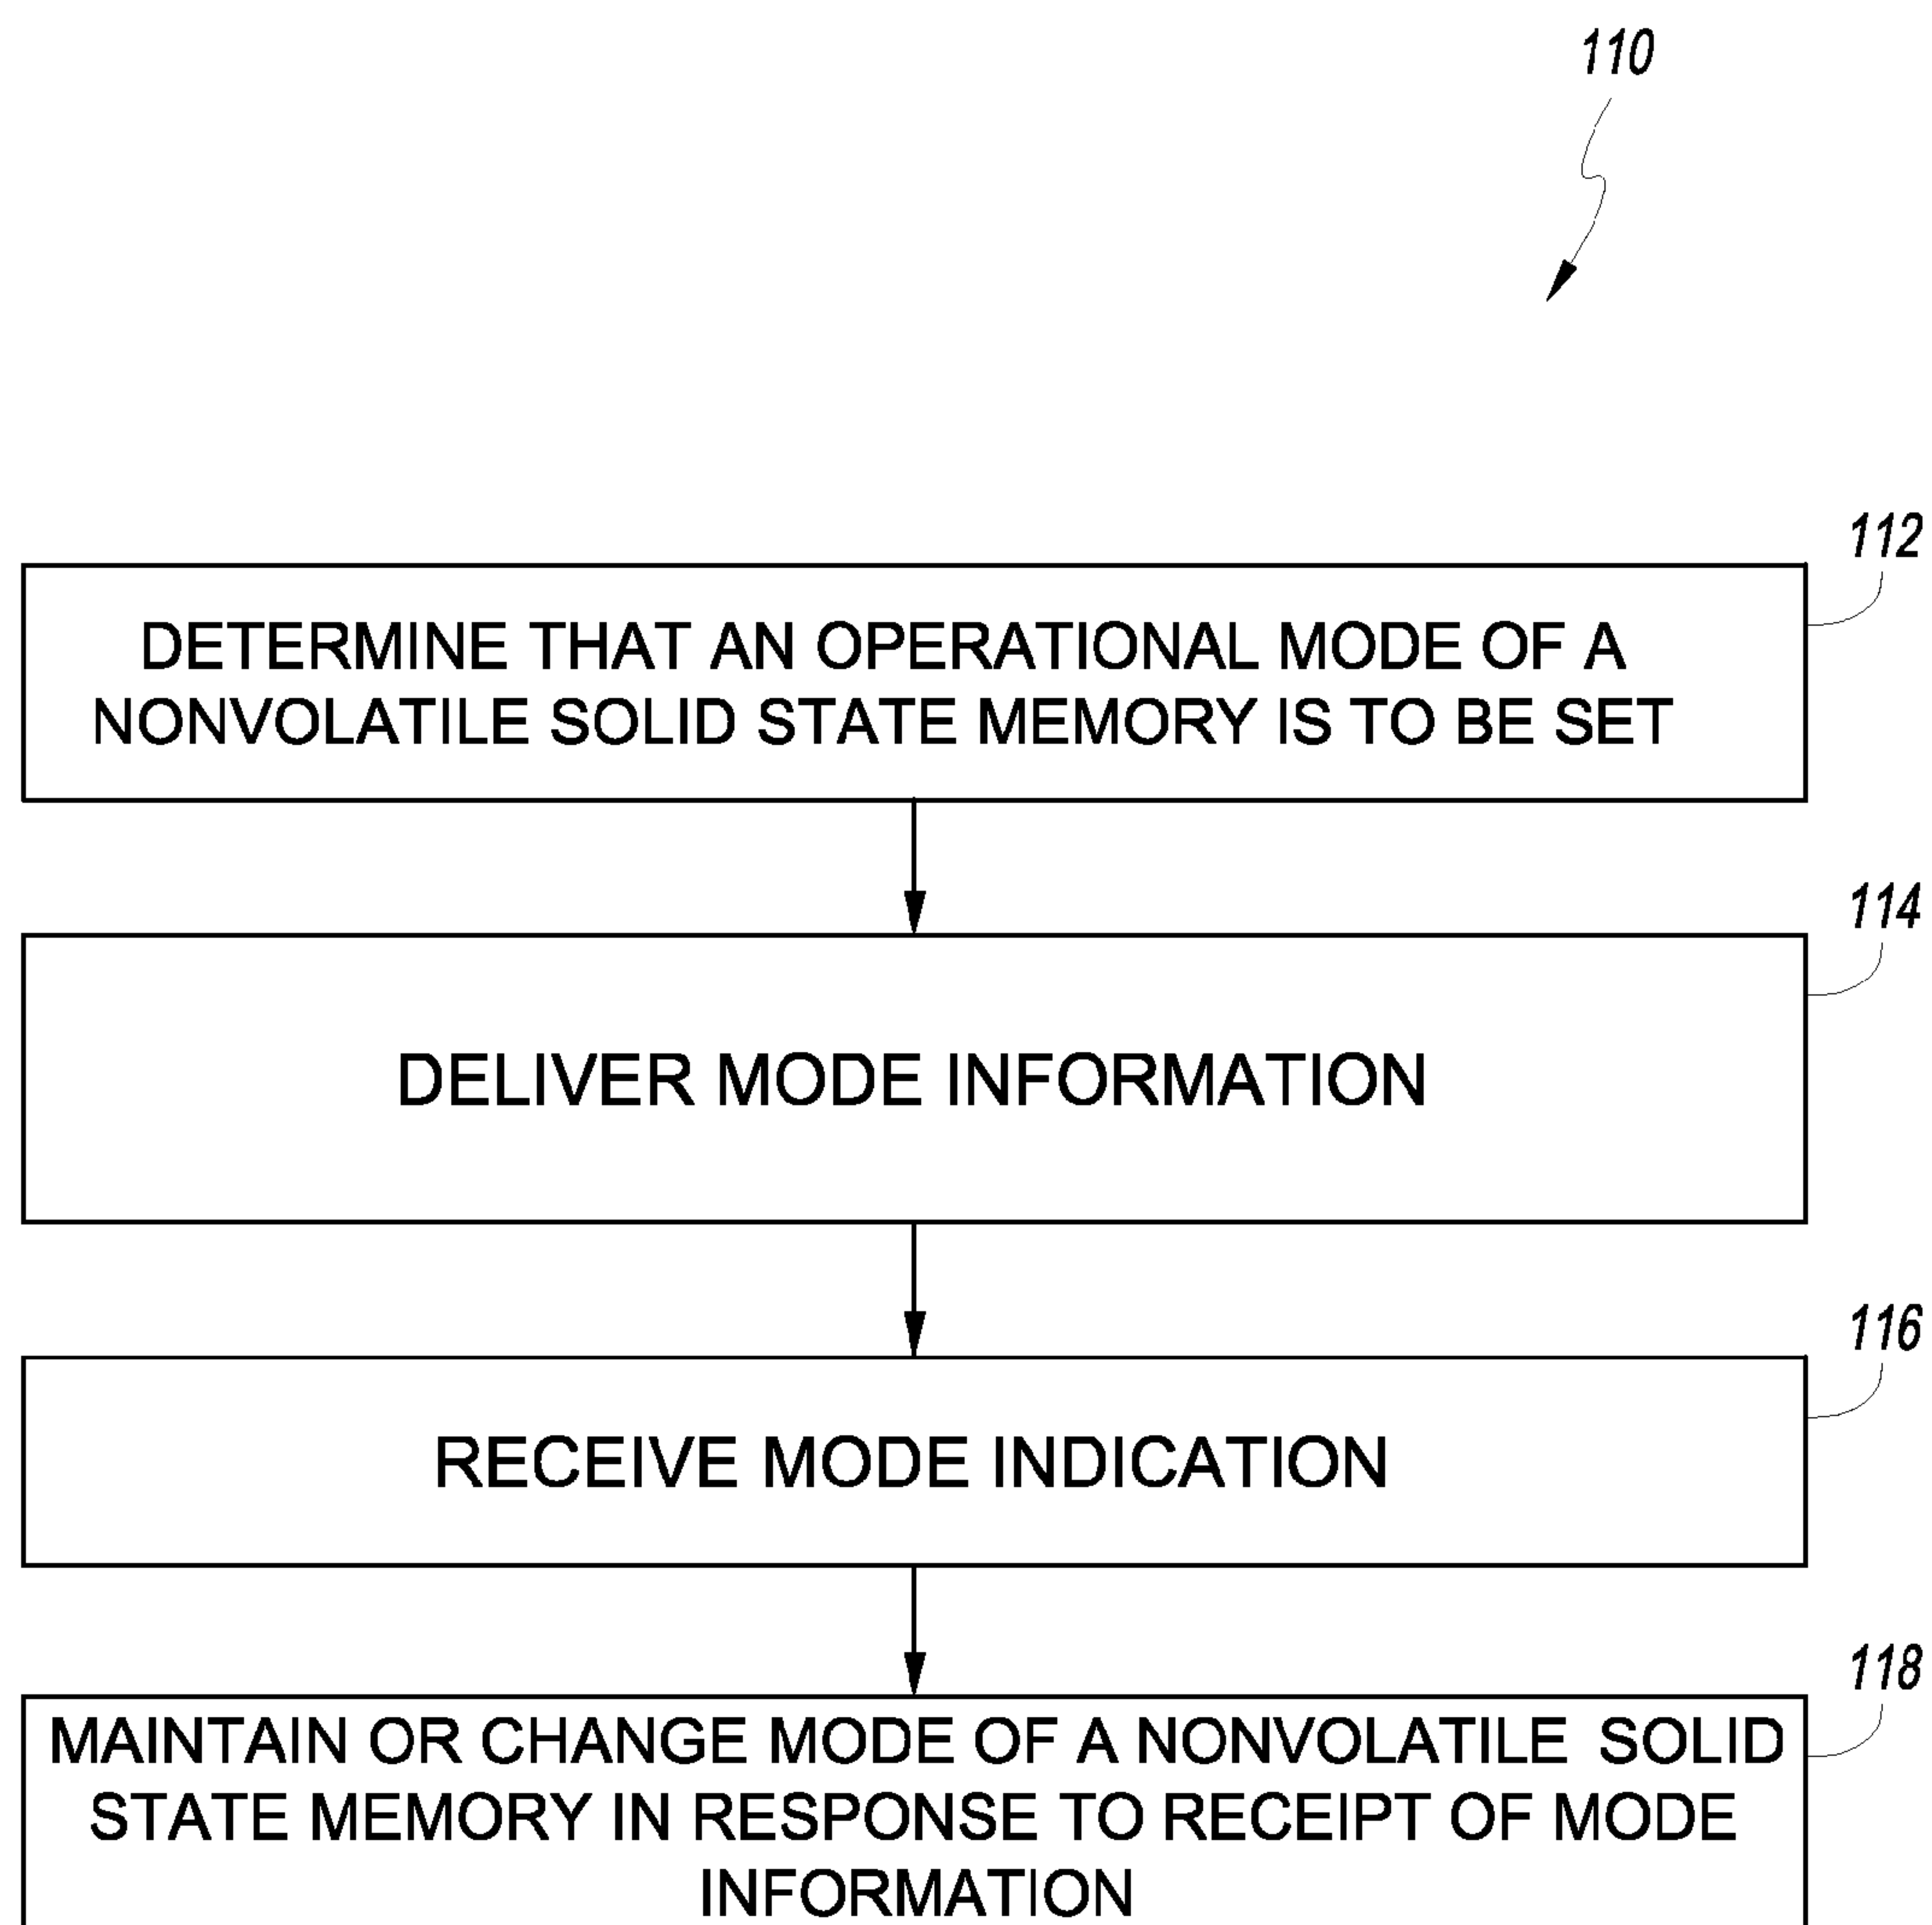 110
112
DETERMINE THAT AN OPERATIONAL MODE OF A
NONVOLATILE SOLID STATE MEMORY IS TO BE SET
114
DELIVER MODE INFORMATION
116
RECEIVE MODE INDICATION
118
MAINTAIN OR CHANGE MODE OF A NONVOLATILE SOLID
STATE MEMORY IN RESPONSE TO RECEIPT OF MODE
INFORMATION